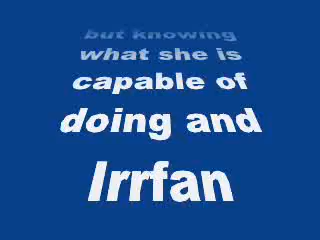 but knowing
what she is
capable of
doing and
Irrfan